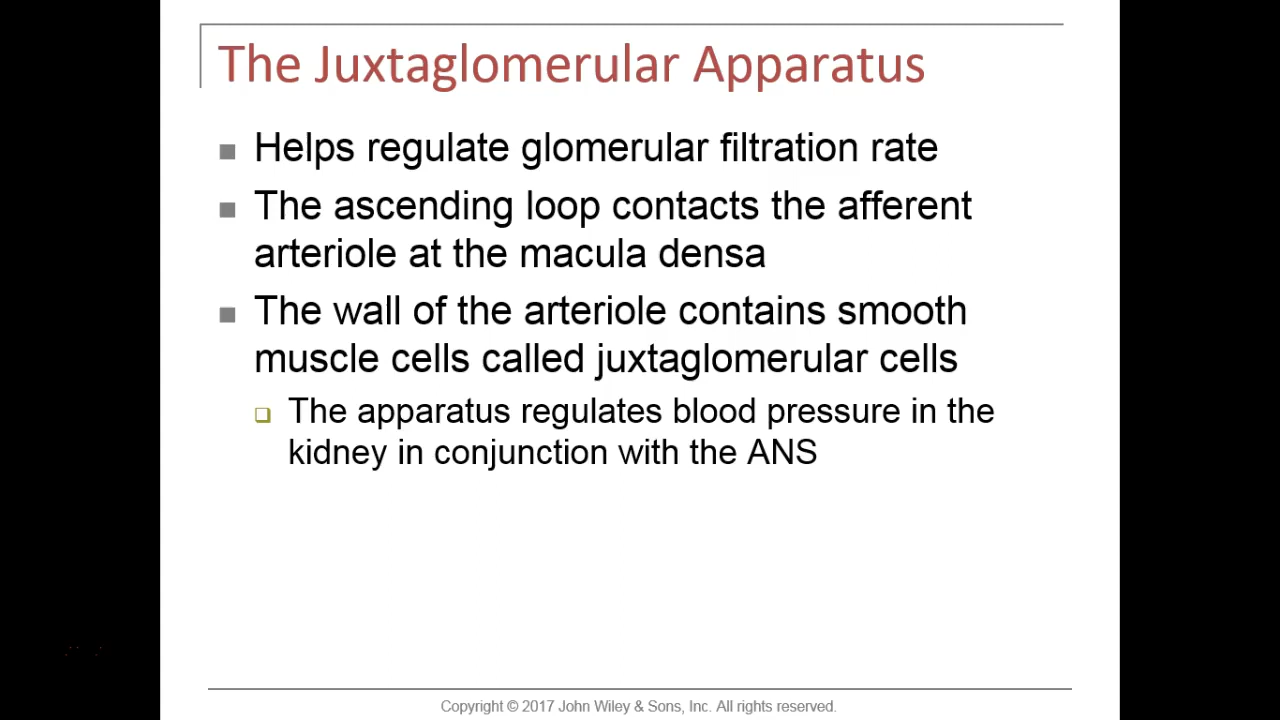 The Juxtaglomerular Apparatus
Helps regulate glomerular filtration rate
The ascending loop contacts the afferent
arteriole at the macula densa
The wall of the arteriole contains smooth
muscle cells called juxtaglomerular cells
The apparatus regulates blood pressure in the
kidney in conjunction with the ANS
Copyright © 2017 John Wiley & Sons, Inc. All rights reserved.